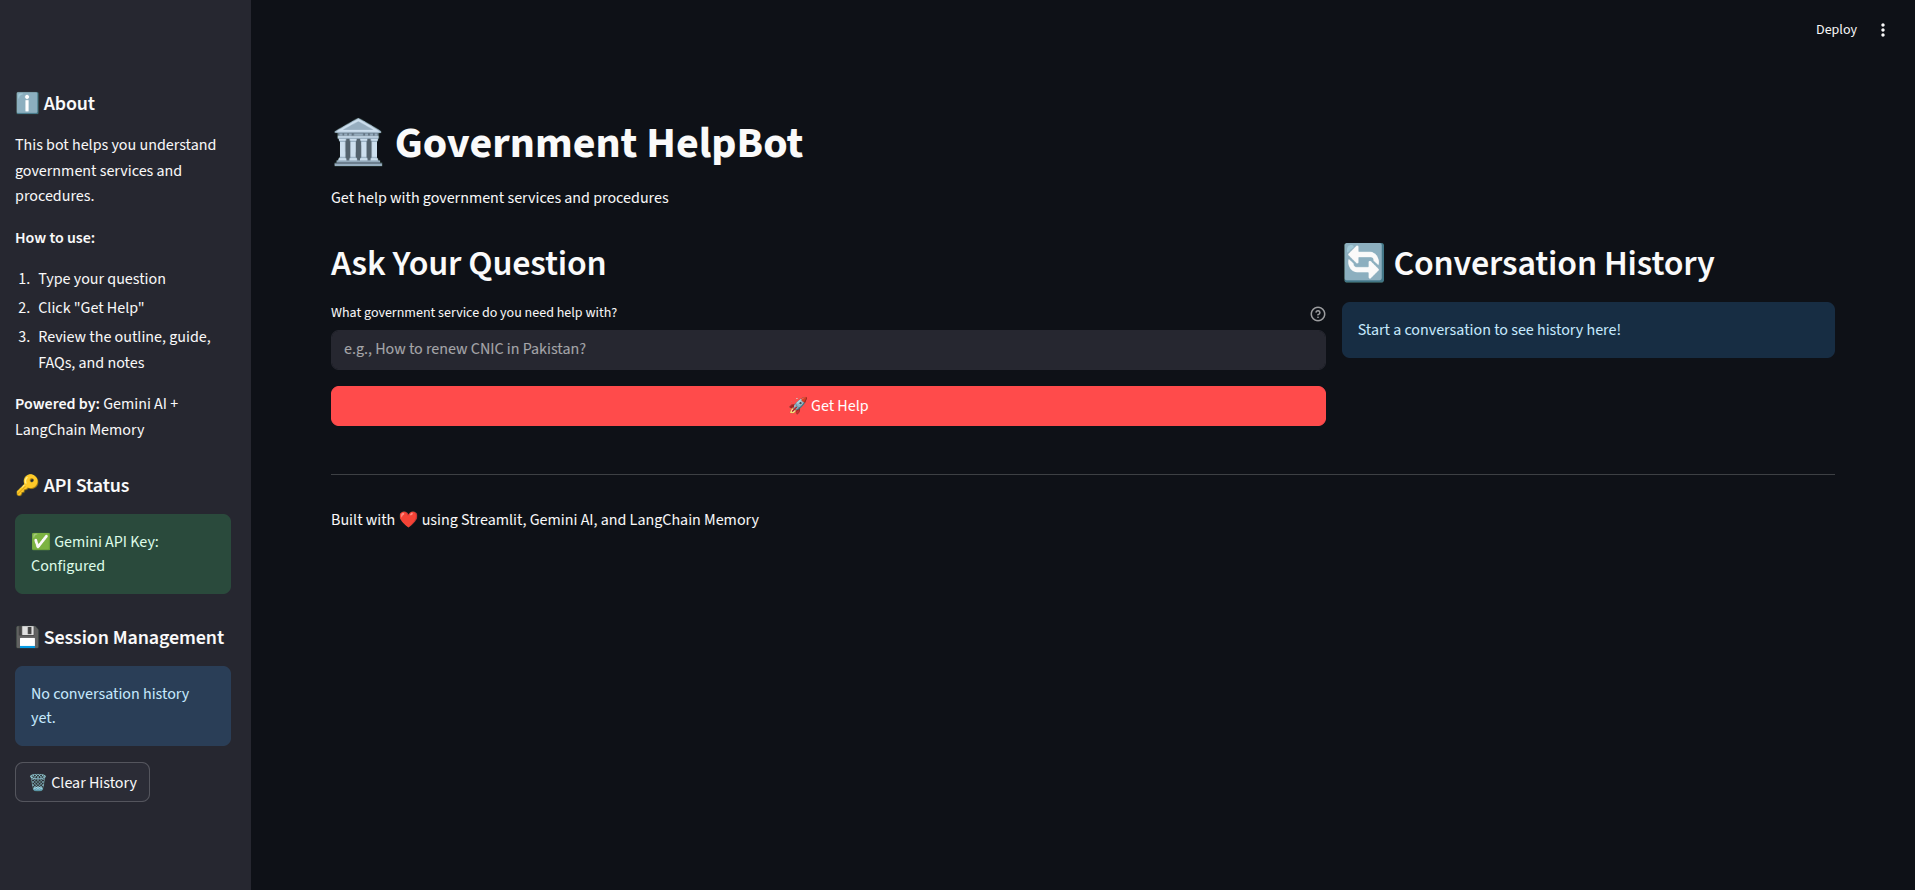 Deploy
ℹ️ About
This bot helps you understand
government services and
procedures.
How to use:
1. Type your question
2. Click "Get Help"
3. Review the outline, guide,
FAQs, and notes
Powered by: Gemini AI +
LangChain Memory
🔑 API Status
✅ Gemini API Key:
Configured
💾 Session Management
No conversation history
yet.
🗑️ Clear History
🏛️ Government HelpBot
Get help with government services and procedures
Ask Your Question
What government service do you need help with?
e.g., How to renew CNIC in Pakistan?
🚀 Get Help
🔄 Conversation History
Start a conversation to see history here!
Built with ❤️ using Streamlit, Gemini AI, and LangChain Memory